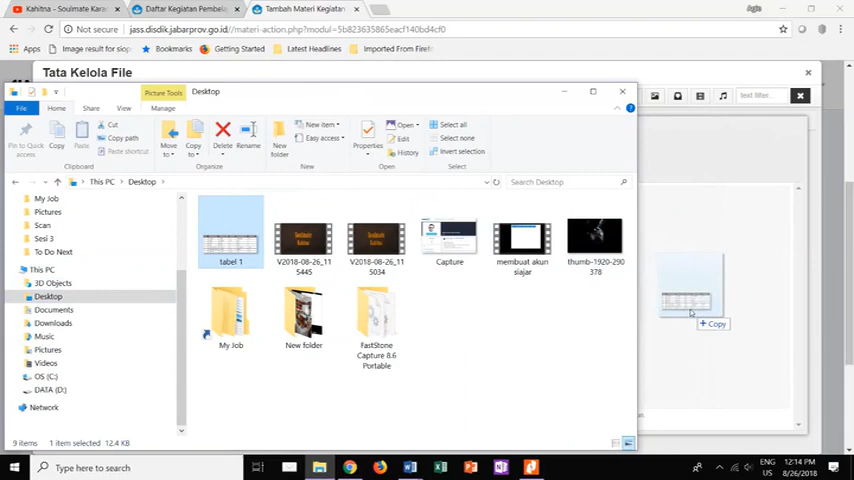 Kahitna – Soulmate Kara
Daftar Kegiatan Pembela
Tambah Materi Kegiatan
Agis
Not secure
jass.disdik.jabarprov.go.id//materi-action.php?modul=5b823635865eacf140bd4cf0
Apps
Image result for siop
Bookmarks
Getting Started
Latest Headlines
Imported From Firef
Tata Kelola File
Picture Tools
Desktop
text filter...
File
Home
Share
View
Manage
Pin to Quick access
Copy
Paste
Cut
Copy path
Paste shortcut
Move to
Copy to
Delete
Rename
New folder
New item
Easy access
Properties
Open
Edit
History
Select all
Select none
Invert selection
Clipboard
Organize
New
Open
Select
This PC
Desktop
Search Desktop
My Job
Pictures
Scan
Sesi 3
To Do Next
This PC
3D Objects
Desktop
Documents
Downloads
Music
Pictures
Videos
OS (C:)
DATA (D:)
Network
tabel 1
V2018-08-26_11
5445
V2018-08-26_11
5034
Capture
membuat akun
siajar
thumb-1920-290
378
My Job
New folder
FastStone
Capture 8.6
Portable
+ Copy
9 items
1 item selected 12.4 KB
Type here to search
ENG
US
12:14 PM
8/26/2018